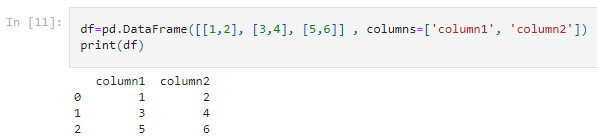 In [11]:
df=pd.DataFrame([[1,2], [3,4], [5,6]] , columns=['column1', 'column2'])
print(df)
column1 column2
0 1 2
1 3 4
2 5 6